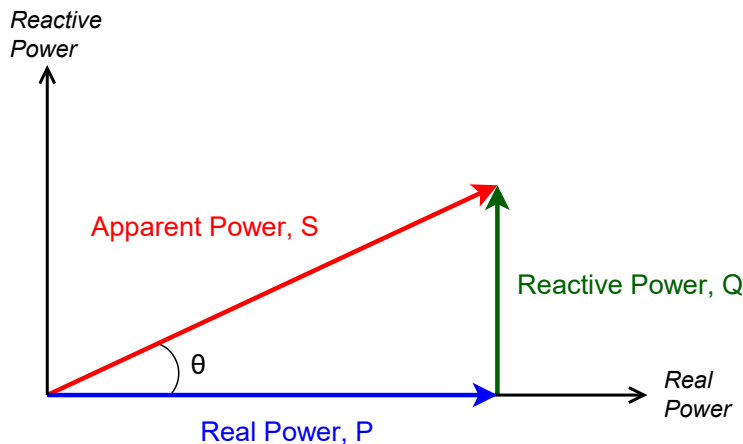 Reactive
Power
Apparent Power, S
Reactive Power, Q
θ
Real
Power
Real Power, P